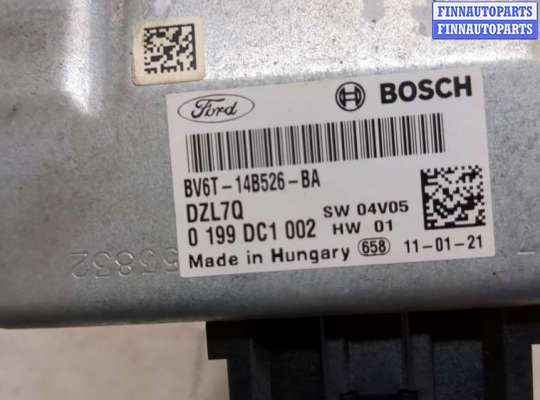 FINNAUTOPARTS
FINNAUTOPARTS
Ford
BOSCH
BV6T-14B526-BA
DZL7Q
SW 04V05
0 199 DC1 002
HW 01
Made in Hungary
658
11-01-21